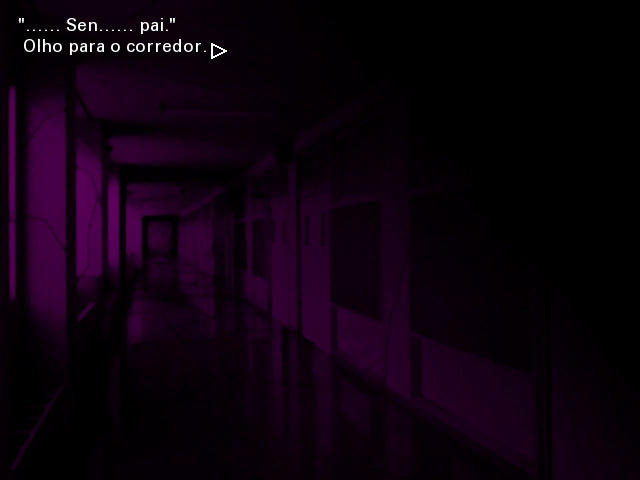 "...... Sen...... pai."
Olho para o corredor.